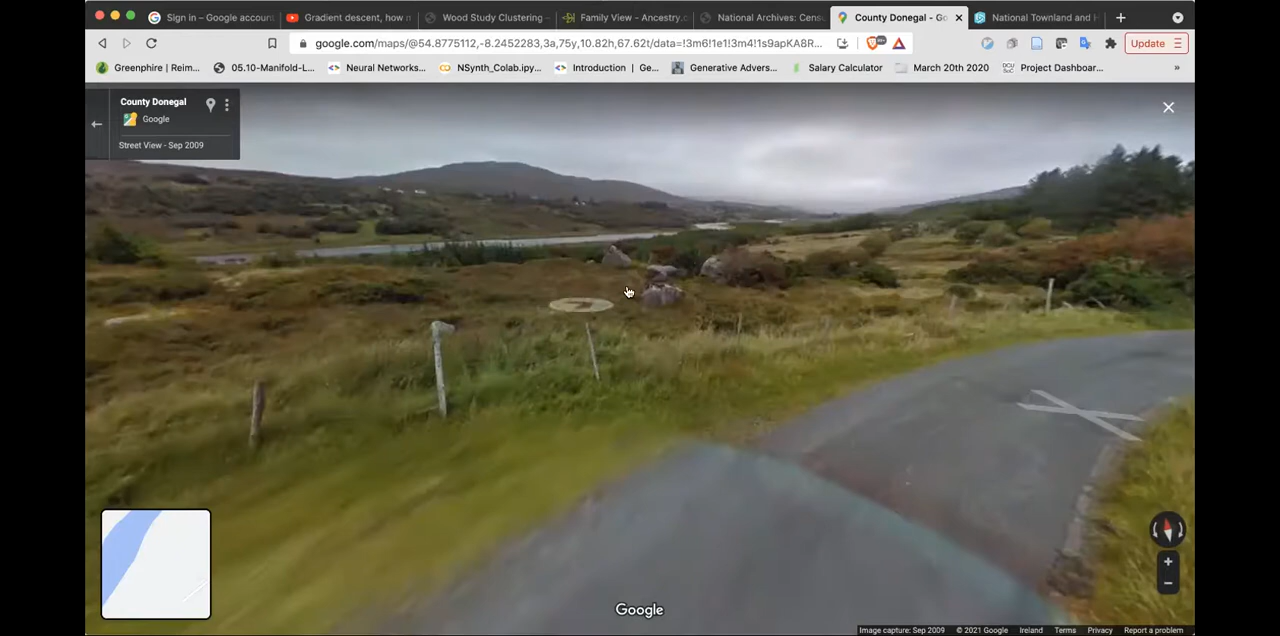 Sign in – Google accoun
Gradient descent, how n
Wood Study Clustering –
Family View - Ancestry.c
National Archives: Cens
County Donegal - Go
National Townland and H
google.com/maps/@54.8775112,-8.2452283,3a,75y,10.82h,67.62t/data=!3m6!1e1!3m4!1s9apKA8R...
Update
Greenphire | Reim...
05.10-Manifold-L...
Neural Networks...
NSynth_Colab.ipy...
Introduction | Ge...
Generative Advers...
Salary Calculator
March 20th 2020
Project Dashboar...
»
County Donegal
Google
Street View - Sep 2009
Google
Image capture: Sep 2009 © 2021 Google Ireland Terms Privacy Report a problem